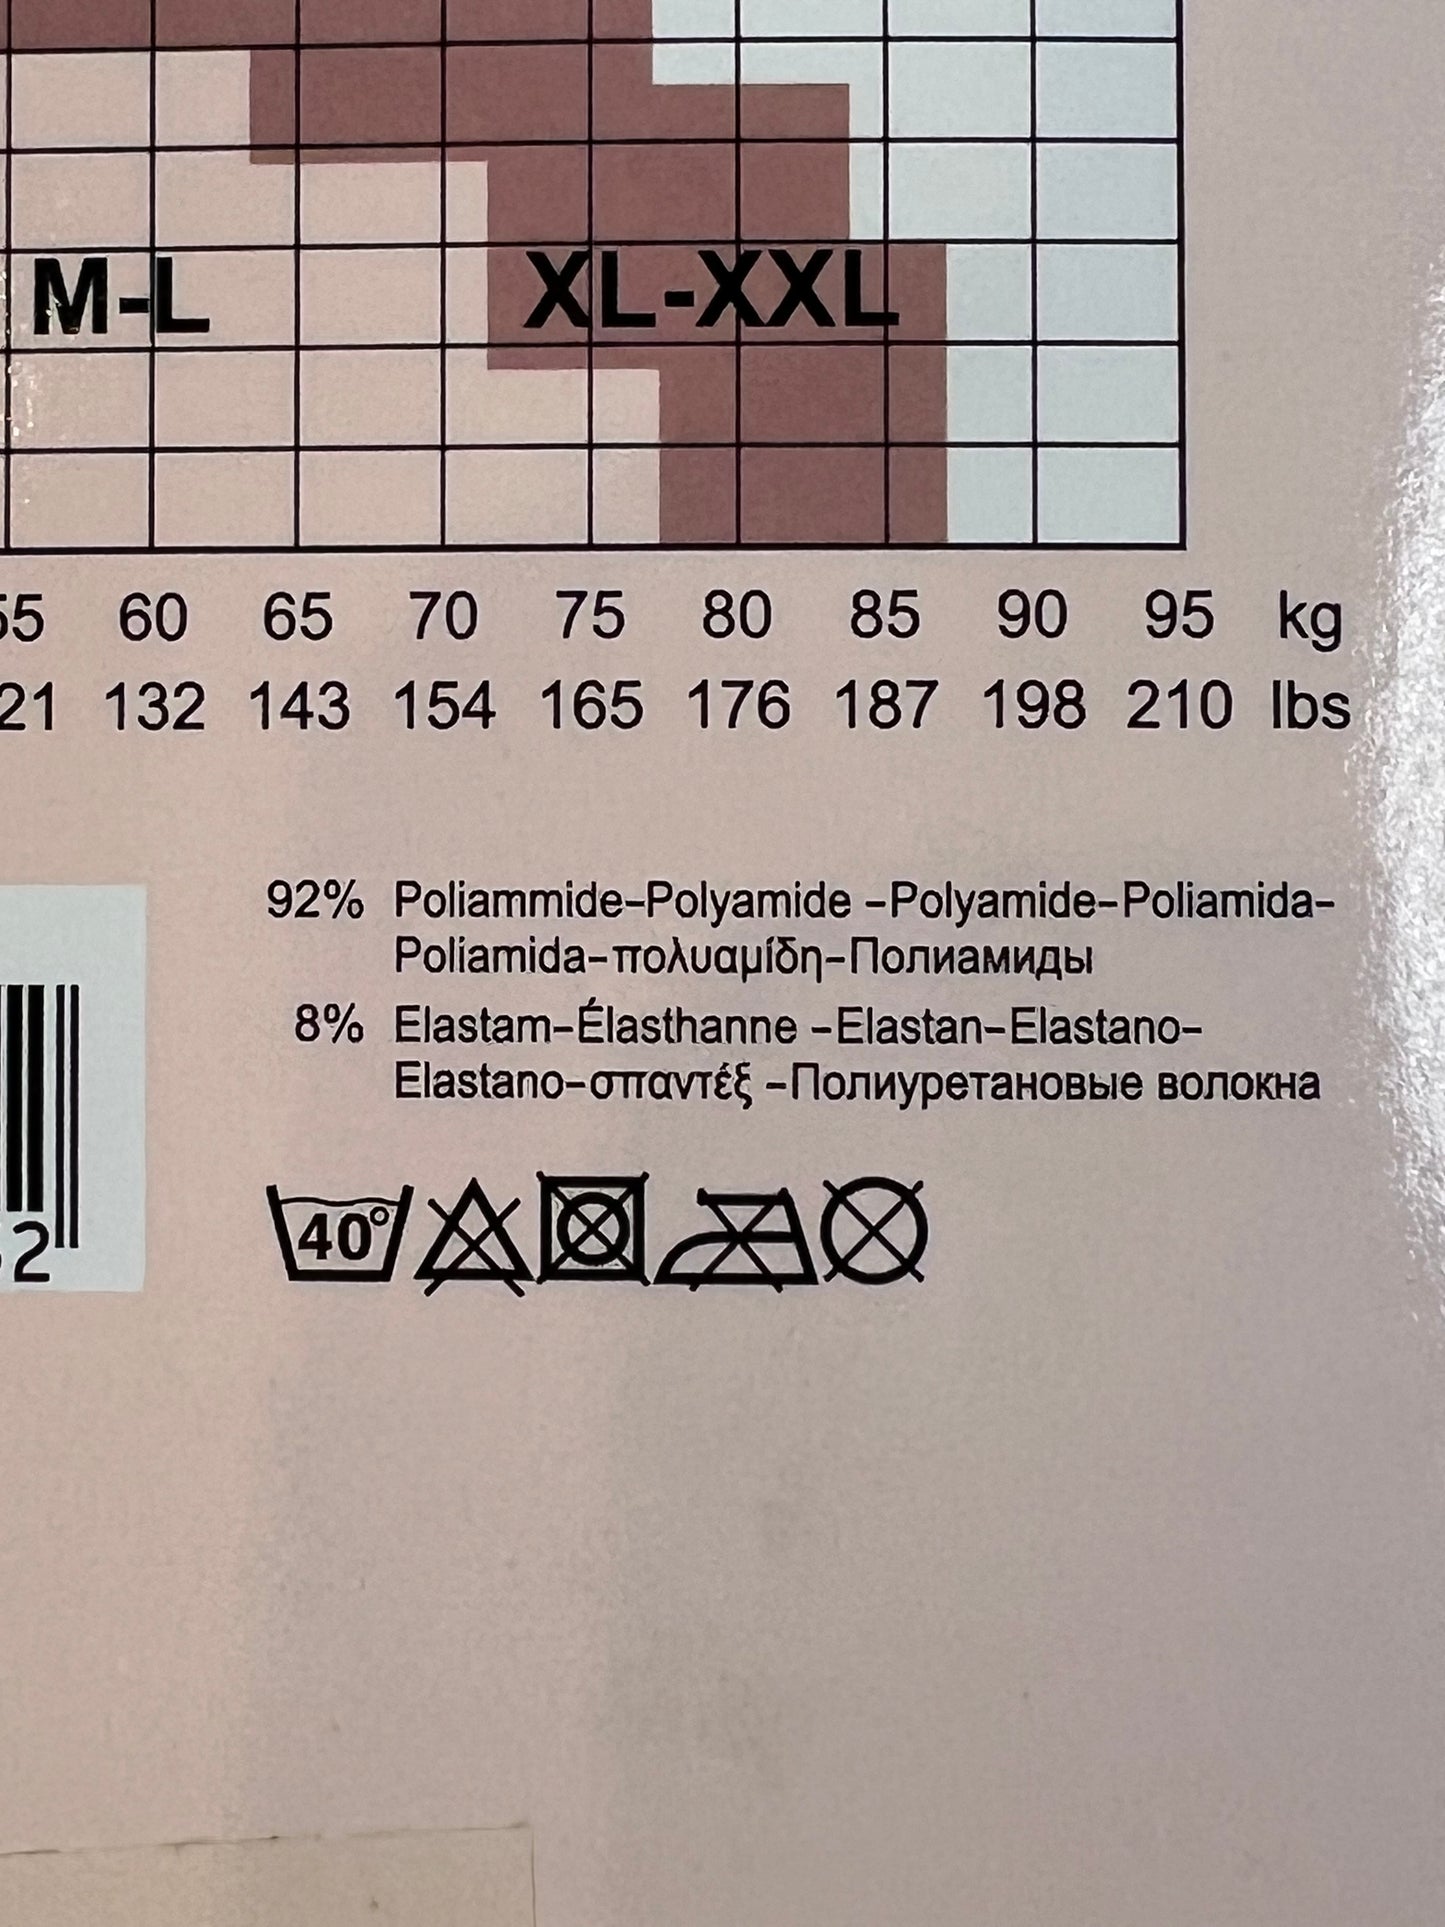 M-L XL-XXL
60 65 70 75 80 85 90 95 kg
132 143 154 165 176 187 198 210 lbs
92% Poliammide-Polyamide -Polyamide-Poliamida-
Poliamida-πολυαμίδη-Полиамиды
8% Elastam-Élasthanne -Elastan-Elastano-
Elastano-σπαντέξ -Полиуретановые волокна
40°
2